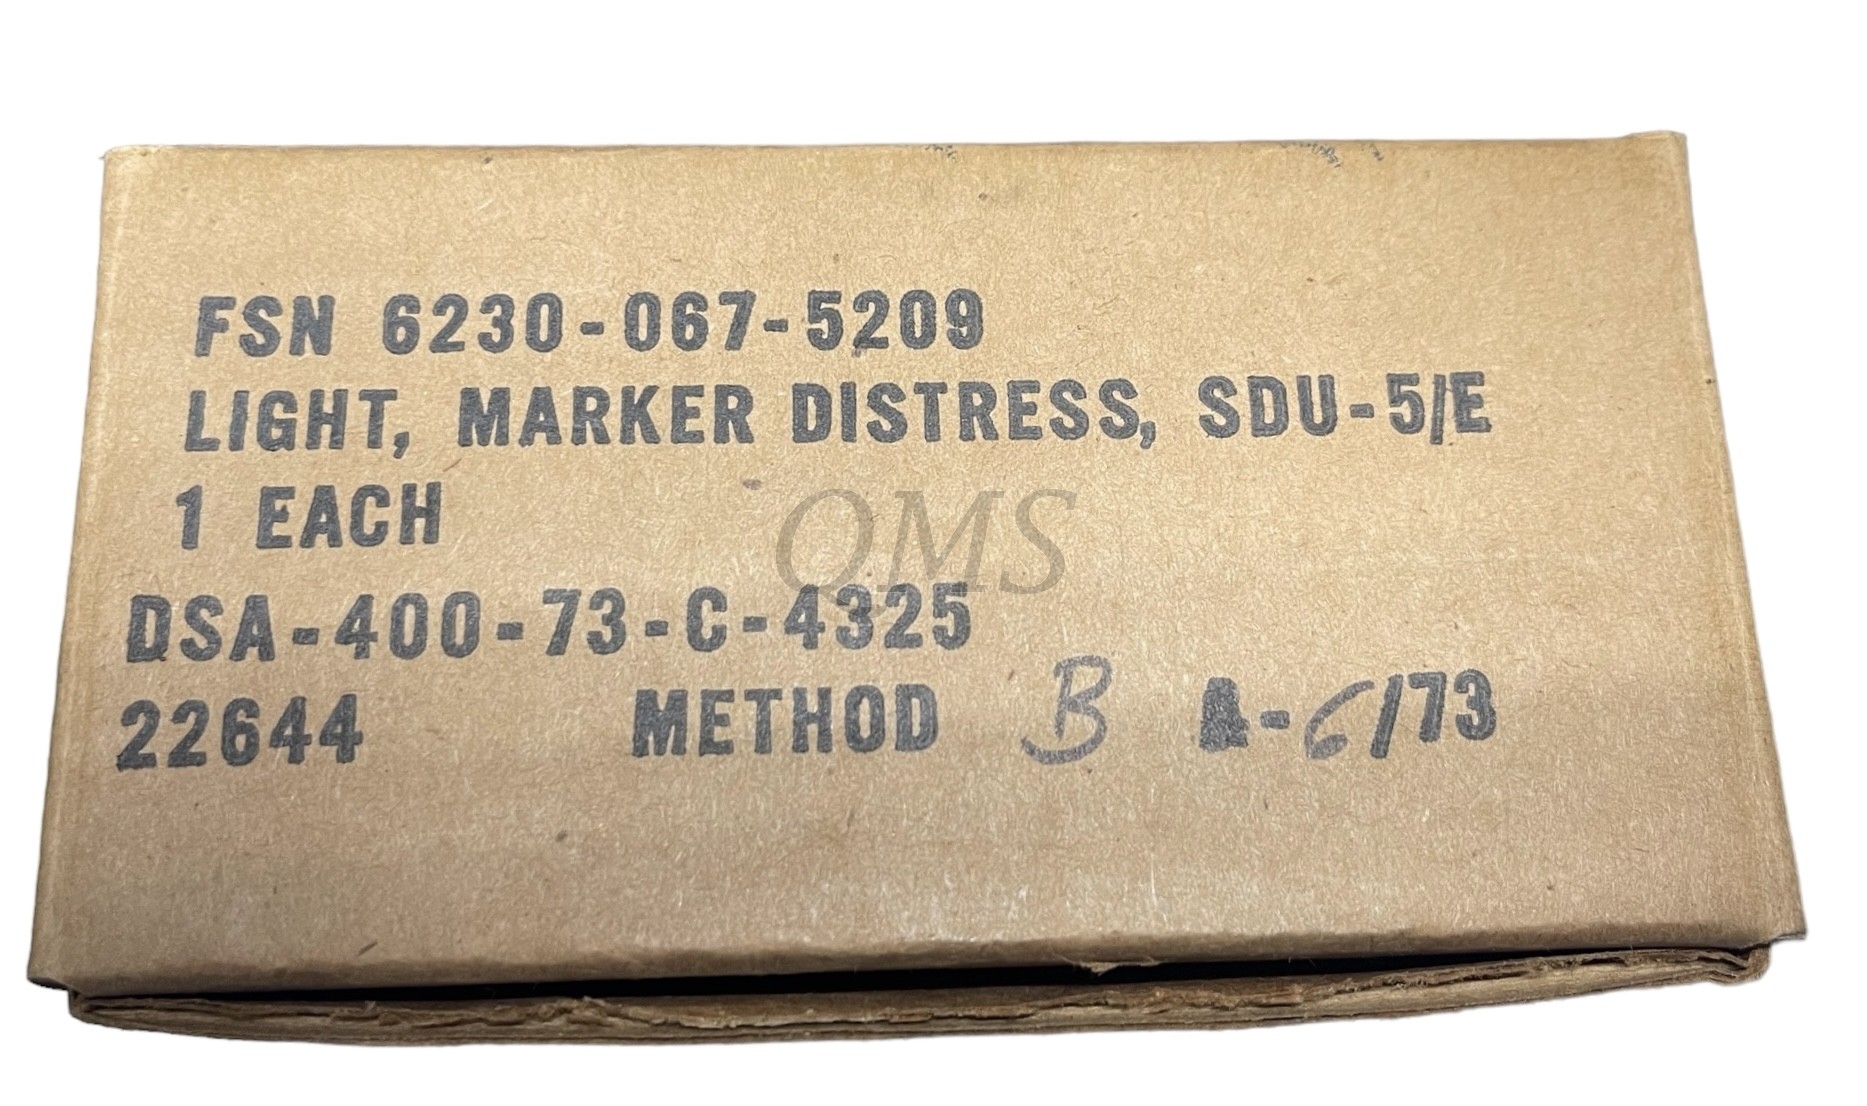 FSN 6230-067-5209
LIGHT, MARKER DISTRESS, SDU-5/E
1 EACH
QMS
DSA-400-73-C-4325
22644 METHOD B A-6/73